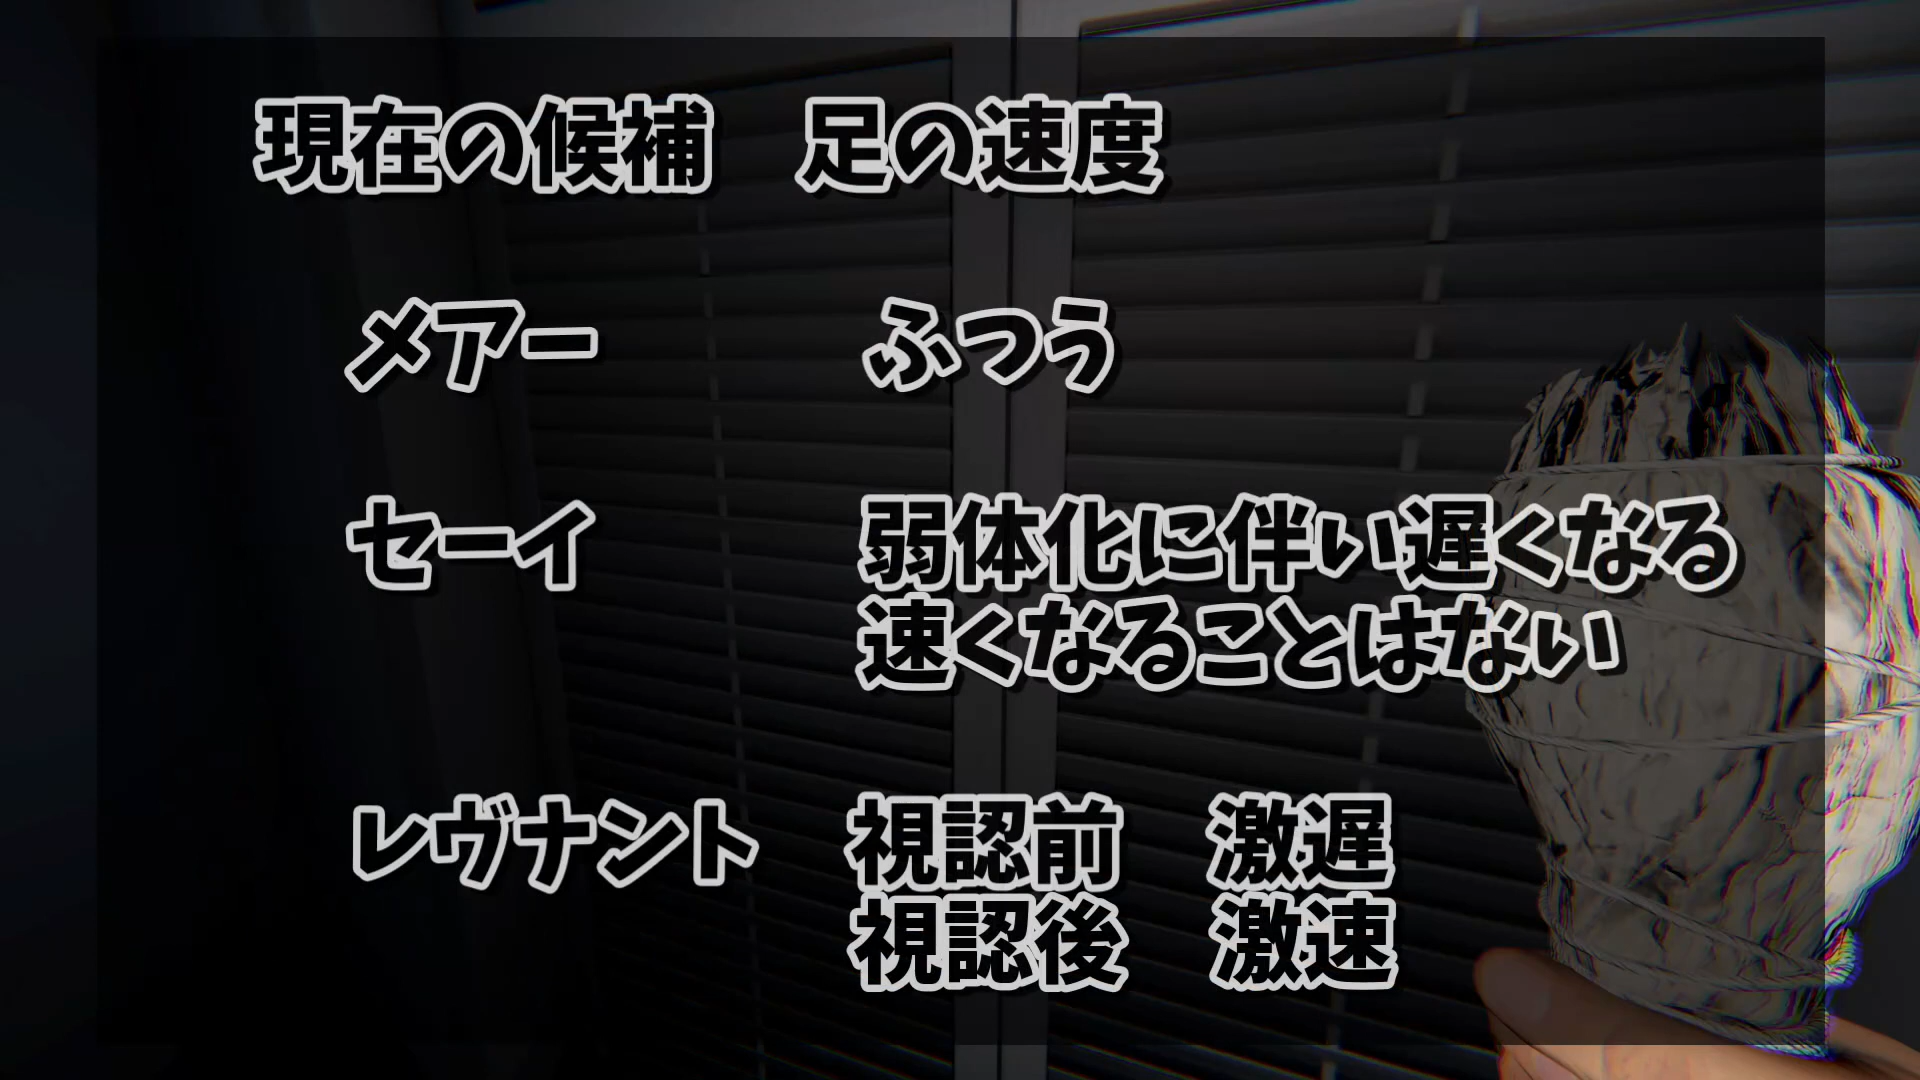 現在の候補　足の速度
メアー　ふつう
セーイ　弱体化に伴い遅くなる
速くなることはない
レヴナント　視認前　激遅
視認後　激速